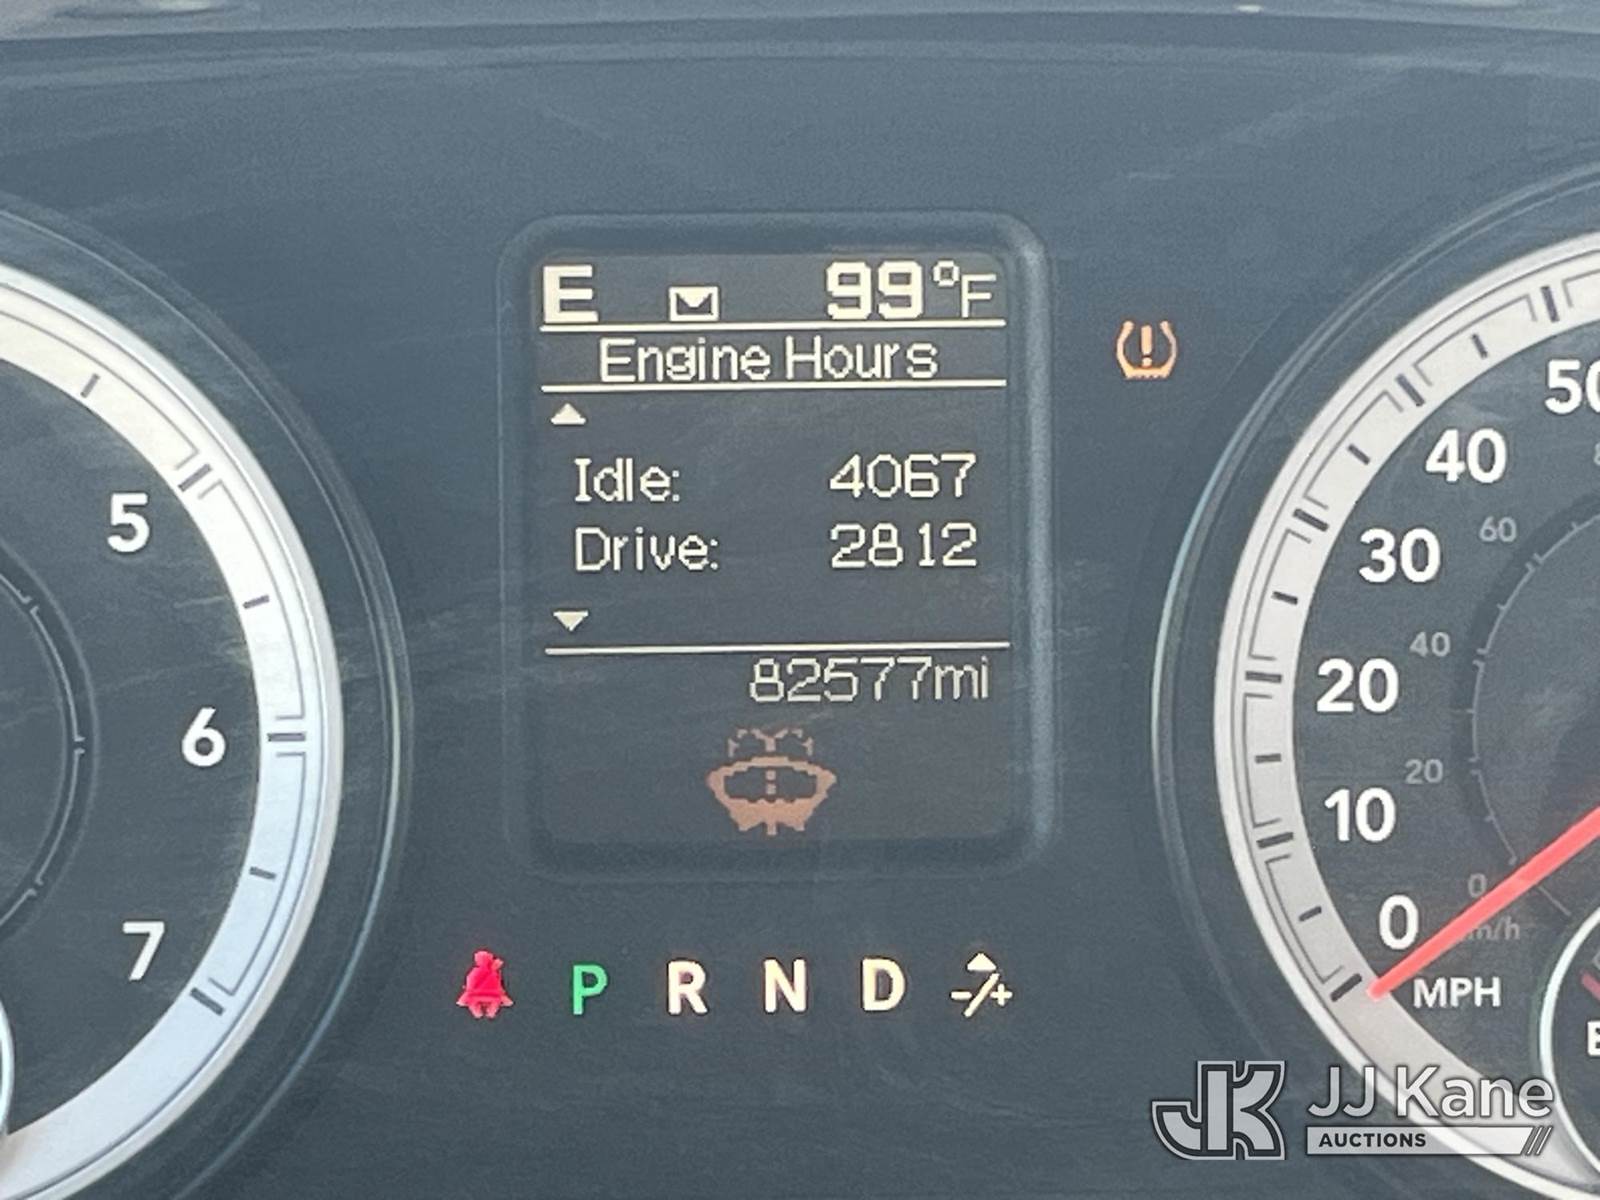 E 99°F
Engine Hours
Idle: 4067
Drive: 2812
82577mi
5
6
7
50
40
30
20
10
0
MPH
60
40
20
0
P R N D -/+
JK JJ Kane
AUCTIONS